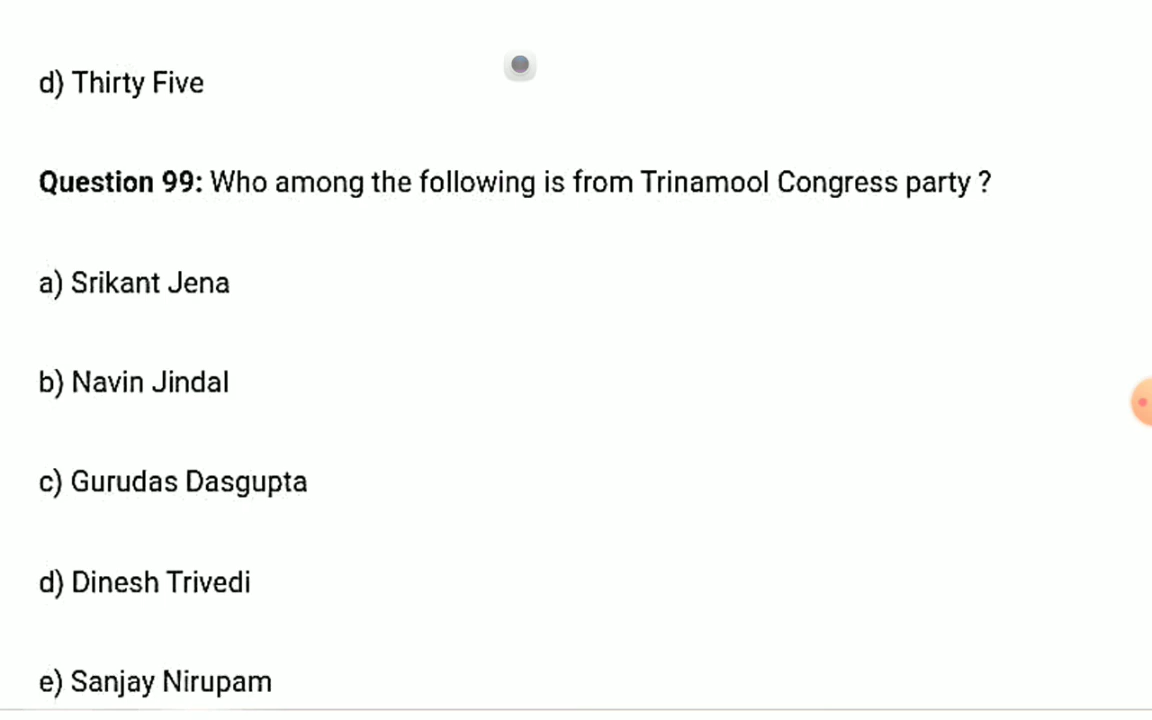 d) Thirty Five
Question 99: Who among the following is from Trinamool Congress party ?
a) Srikant Jena
b) Navin Jindal
c) Gurudas Dasgupta
d) Dinesh Trivedi
e) Sanjay Nirupam